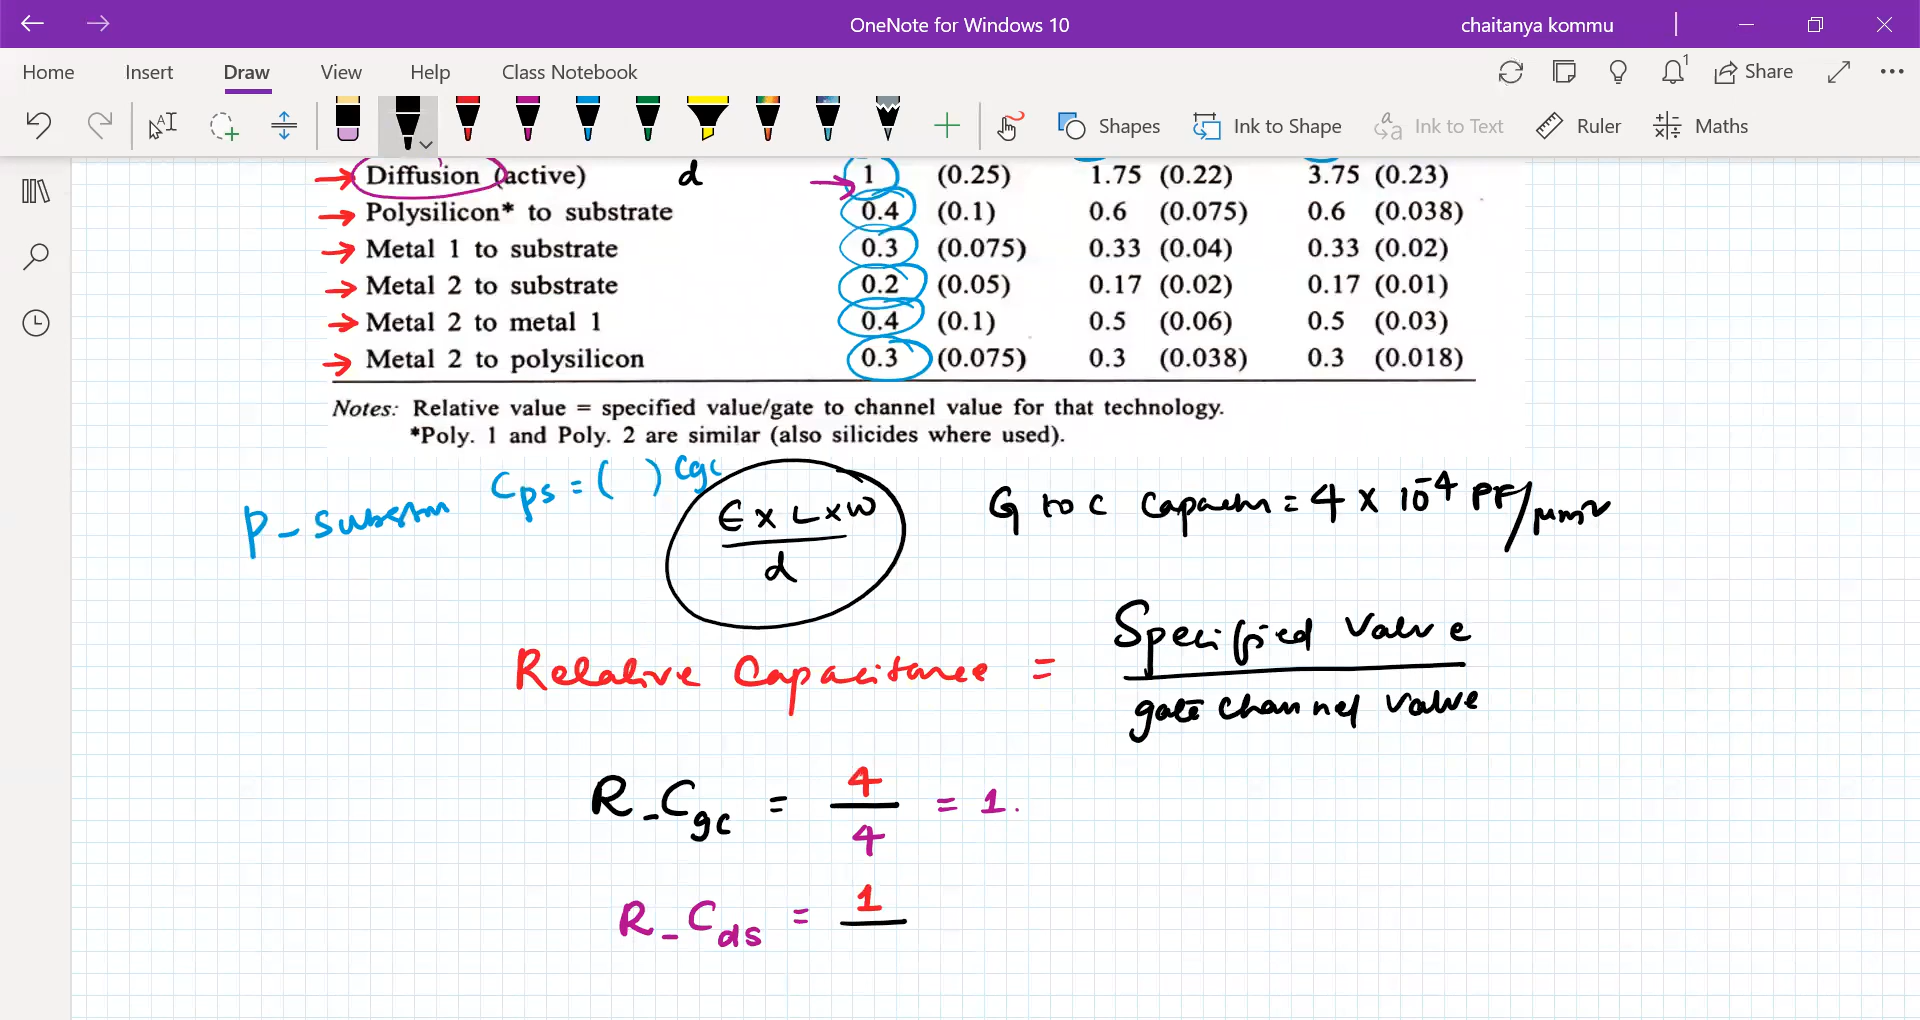 OneNote for Windows 10
chaitanya kommu
Home Insert Draw View Help Class Notebook
1
Share
Shapes Ink to Shape Ink to Text Ruler Maths
Diffusion (active) d 1 (0.25) 1.75 (0.22) 3.75 (0.23)
Polysilicon* to substrate 0.4 (0.1) 0.6 (0.075) 0.6 (0.038)
Metal 1 to substrate 0.3 (0.075) 0.33 (0.04) 0.33 (0.02)
Metal 2 to substrate 0.2 (0.05) 0.17 (0.02) 0.17 (0.01)
Metal 2 to metal 1 0.4 (0.1) 0.5 (0.06) 0.5 (0.03)
Metal 2 to polysilicon 0.3 (0.075) 0.3 (0.038) 0.3 (0.018)
Notes: Relative value = specified value/gate to channel value for that technology.
*Poly. 1 and Poly. 2 are similar (also silicides where used).
P - Cps = ( ) Cgc
ϵ x L x W
d
G to C = 4 x 10^-4 PF/μm²
Relative Capacitance = Specified Value
gate channel value
R_Cgc = 4/4 = 1.
R_Cds = 1